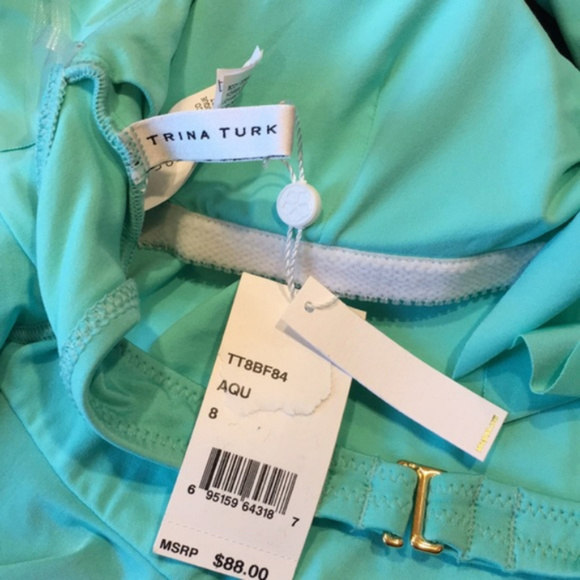 TRINA TURK
TT8BF84
AQU
8
6 95159 64318 7
MSRP $88.00